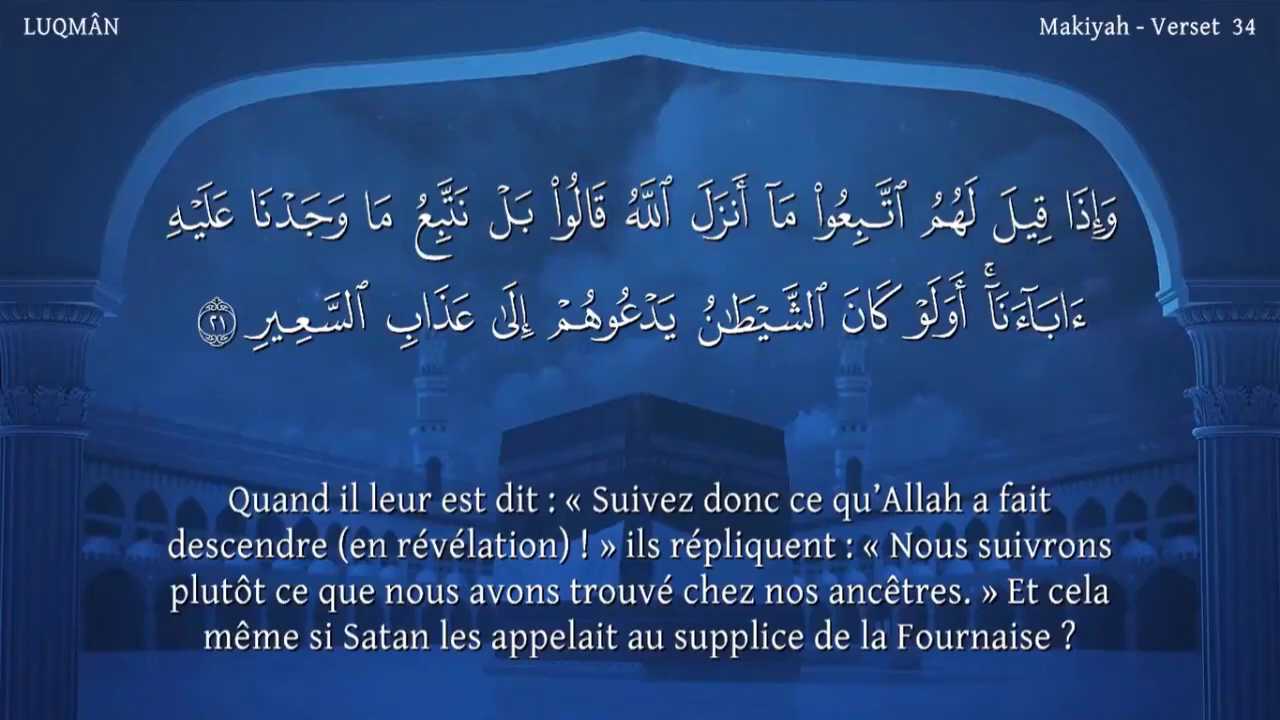 LUQMÂN
Makiyah - Verset 34
وَإِذَا قِيلَ لَهُمُ ٱتَّبِعُواْ مَآ أَنزَلَ ٱللَّهُ قَالُواْ بَلۡ نَتَّبِعُ مَا وَجَدۡنَا عَلَيۡهِ
ءَابَآءَنَآۚ أَوَلَوۡ كَانَ ٱلشَّيۡطَٰنُ يَدۡعُوهُمۡ إِلَىٰ عَذَابِ ٱلسَّعِيرِ ٢١
Quand il leur est dit : « Suivez donc ce qu’Allah a fait
descendre (en révélation) ! » ils répliquent : « Nous suivrons
plutôt ce que nous avons trouvé chez nos ancêtres. » Et cela
même si Satan les appelait au supplice de la Fournaise ?